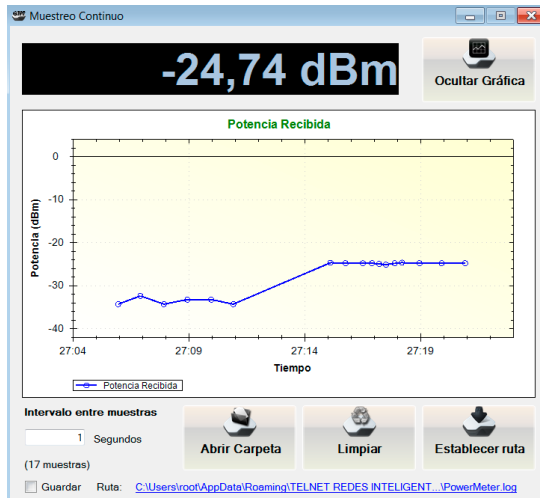 Muestreo Continuo
-24,74 dBm
Ocultar Gráfica
Potencia Recibida
Potencia (dBm)
0
-10
-20
-30
-40
27:04 27:09 27:14 27:19
Tiempo
Potencia Recibida
Intervalo entre muestras
1 Segundos
(17 muestras)
Abrir Carpeta
Limpiar
Establecer ruta
Guardar Ruta: C:\Users\root\AppData\Roaming\TELNET REDES INTELIGENT...\PowerMeter.log